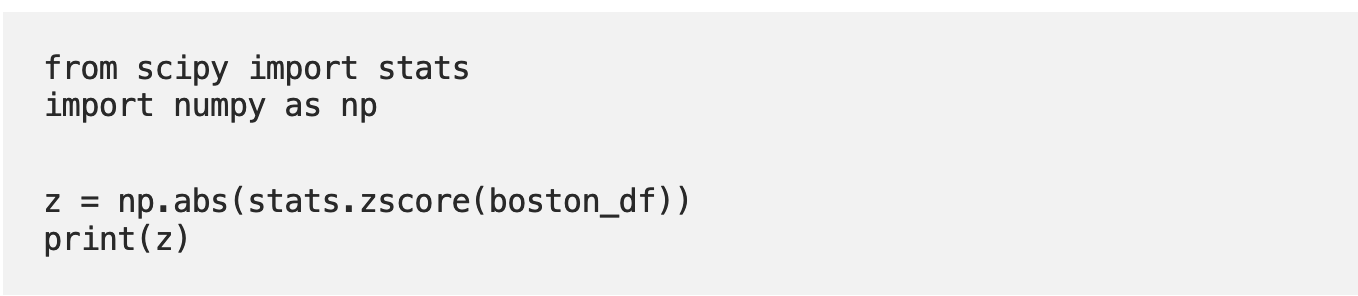 from scipy import stats
import numpy as np
z = np.abs(stats.zscore(boston_df))
print(z)